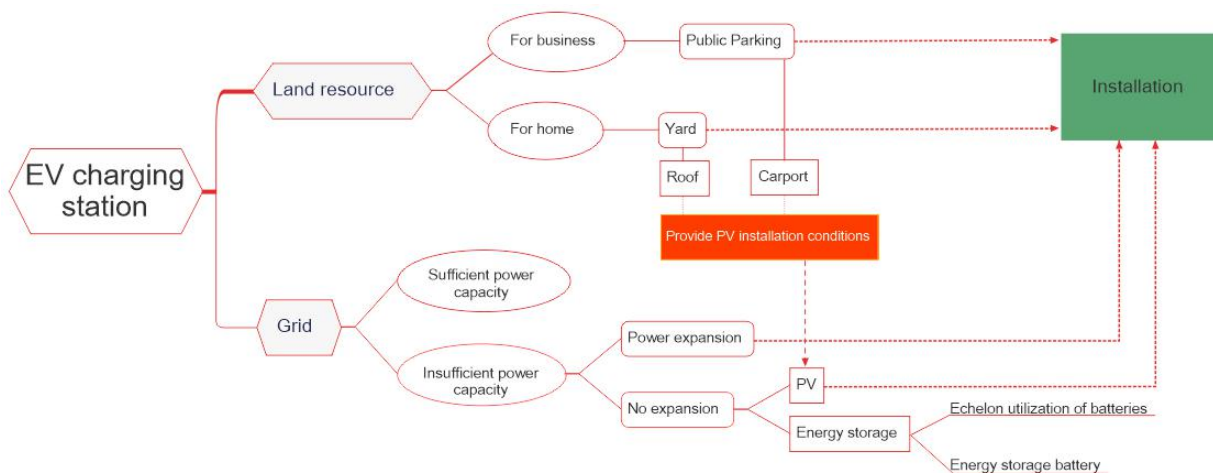 For business
Public Parking
Installation
Land resource
For home
Yard
EV charging
station
Roof
Carport
Provide PV installation conditions
Sufficient power
capacity
Grid
Power expansion
Insufficient power
capacity
PV
No expansion
Echelon utilization of batteries
Energy storage
Energy storage battery